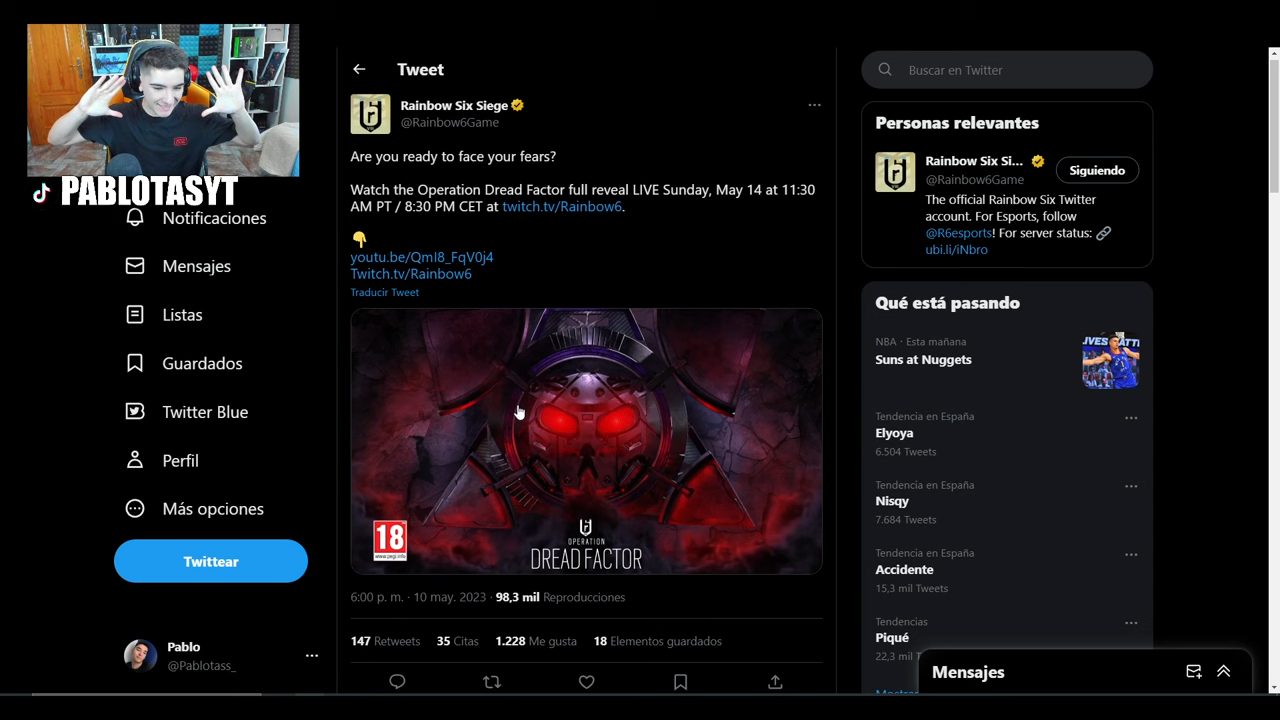 PABLOTASYT
Notificaciones
Mensajes
Listas
Guardados
Twitter Blue
Perfil
Más opciones
Twittear
Pablo
@Pablotass_
Tweet
Rainbow Six Siege
@Rainbow6Game
Are you ready to face your fears?
Watch the Operation Dread Factor full reveal LIVE Sunday, May 14 at 11:30
AM PT / 8:30 PM CET at twitch.tv/Rainbow6.
youtu.be/QmI8_FqV0j4
Twitch.tv/Rainbow6
Traducir Tweet
18
www.pegi.info
OPERATION
DREAD FACTOR
6:00 p. m. · 10 may. 2023 · 98,3 mil Reproducciones
147 Retweets 35 Citas 1.228 Me gusta 18 Elementos guardados
Buscar en Twitter
Personas relevantes
Rainbow Six Si...
@Rainbow6Game
Siguiendo
The official Rainbow Six Twitter
account. For Esports, follow
@R6esports! For server status:
ubi.li/iNbro
Qué está pasando
NBA · Esta mañana
Suns at Nuggets
Tendencia en España
Elyoya
6.504 Tweets
Tendencia en España
Nisqy
7.684 Tweets
Tendencia en España
Accidente
15,3 mil Tweets
Tendencias
Piqué
22,3 mil
Mensajes